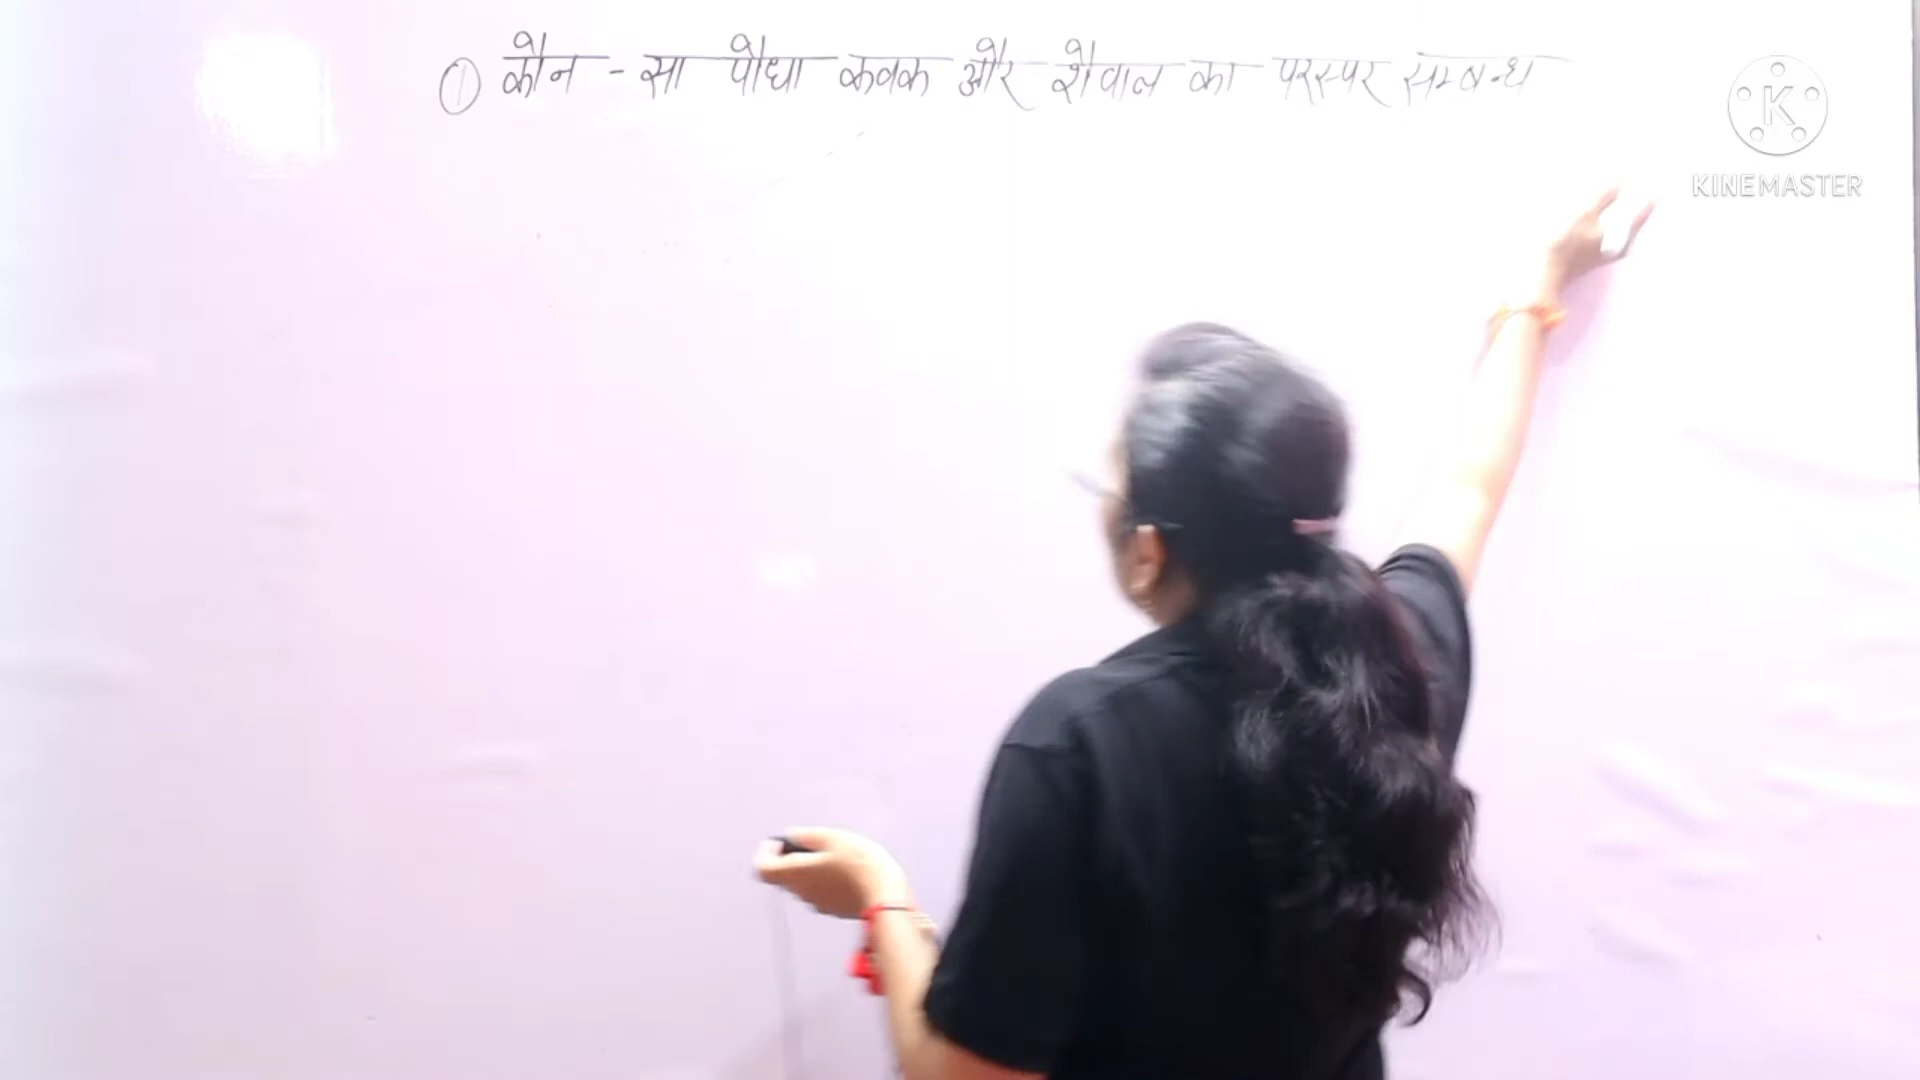 ① कौन - सा पौधा कवक और शैवाल का परस्पर सम्बन्ध
K
KINEMASTER